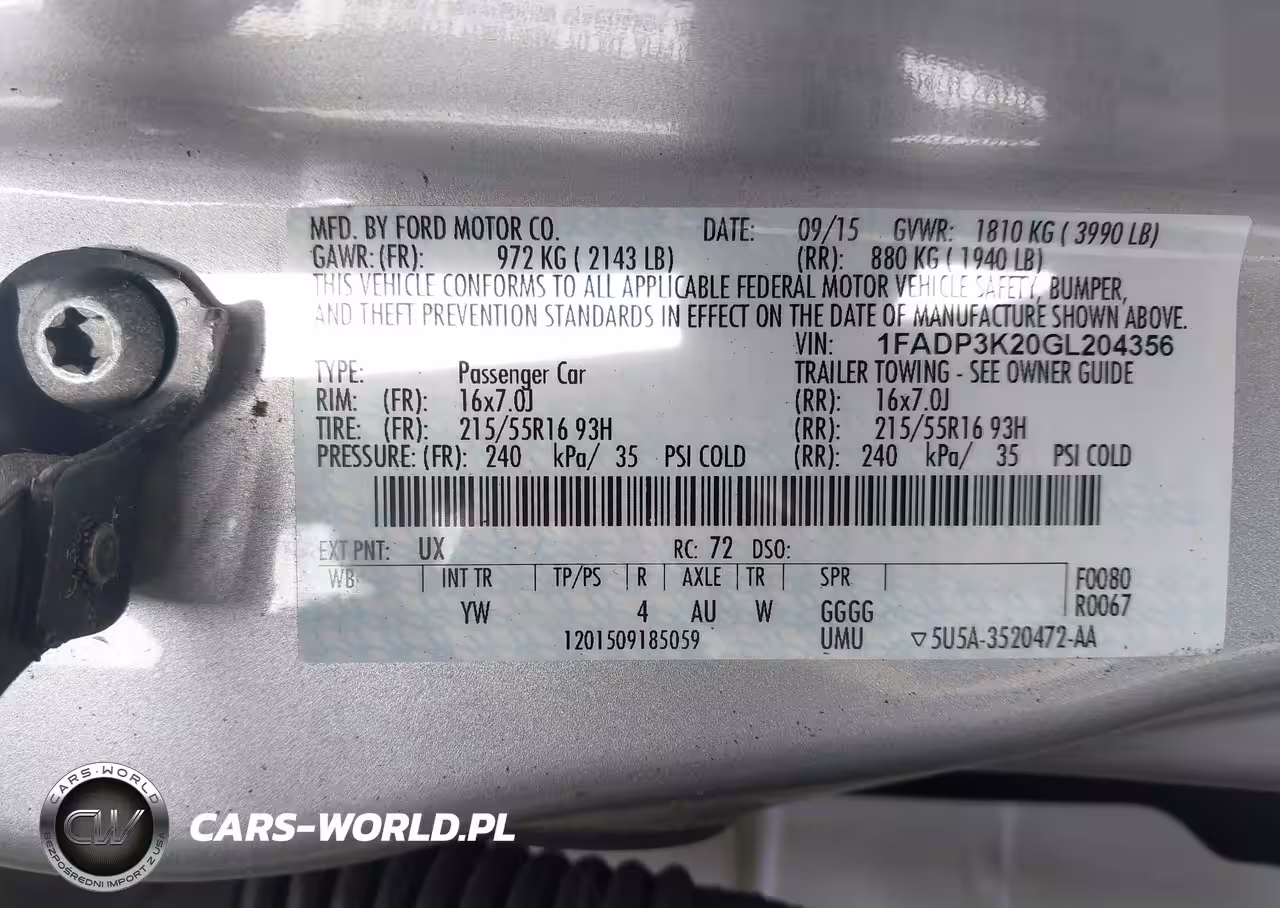 MFD. BY FORD MOTOR CO. DATE: 09/15 GVWR: 1810 KG ( 3990 LB)
GAWR: (FR): 972 KG ( 2143 LB) (RR): 880 KG ( 1940 LB)
THIS VEHICLE CONFORMS TO ALL APPLICABLE FEDERAL MOTOR VEHICLE SAFETY, BUMPER,
AND THEFT PREVENTION STANDARDS IN EFFECT ON THE DATE OF MANUFACTURE SHOWN ABOVE.
VIN: 1FADP3K20GL204356
TYPE: Passenger Car TRAILER TOWING - SEE OWNER GUIDE
RIM: (FR): 16x7.0J (RR): 16x7.0J
TIRE: (FR): 215/55R16 93H (RR): 215/55R16 93H
PRESSURE: (FR): 240 kPa/ 35 PSI COLD (RR): 240 kPa/ 35 PSI COLD
EXT PNT: UX RC: 72 DSO:
WB INT TR TP/PS R AXLE TR SPR F0080
YW 4 AU W GGGG R0067
1201509185059 UMU ▽5U5A-3520472-AA
CARS-WORLD
CW
BEZPOŚREDNI IMPORT Z USA
CARS-WORLD.PL